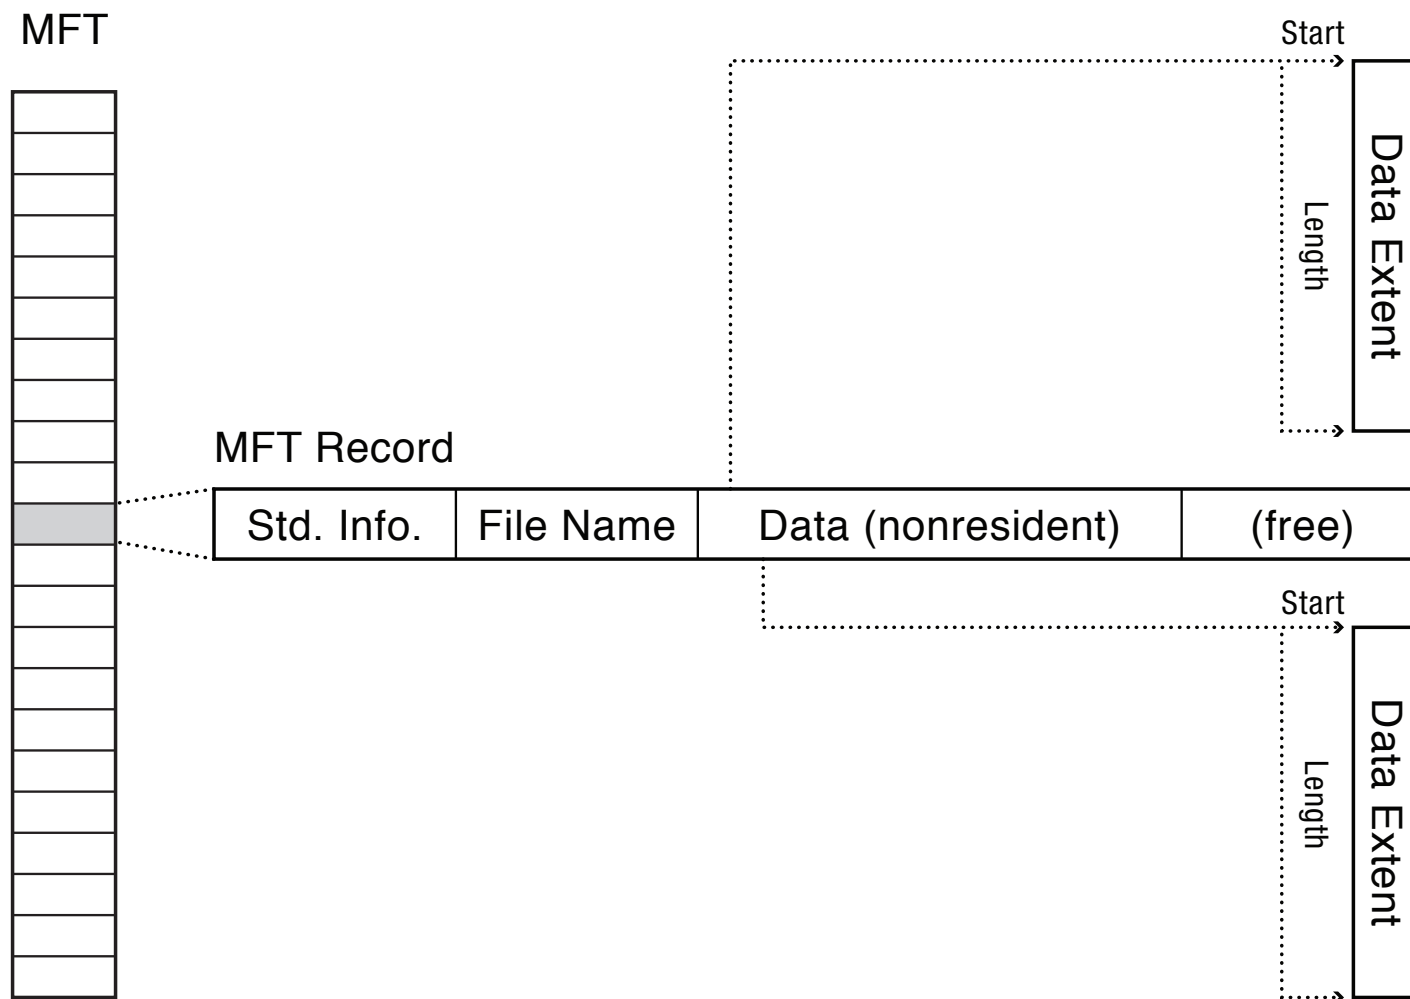 MFT
Start
Data Extent
Length
MFT Record
Std. Info.
File Name
Data (nonresident)
(free)
Start
Data Extent
Length